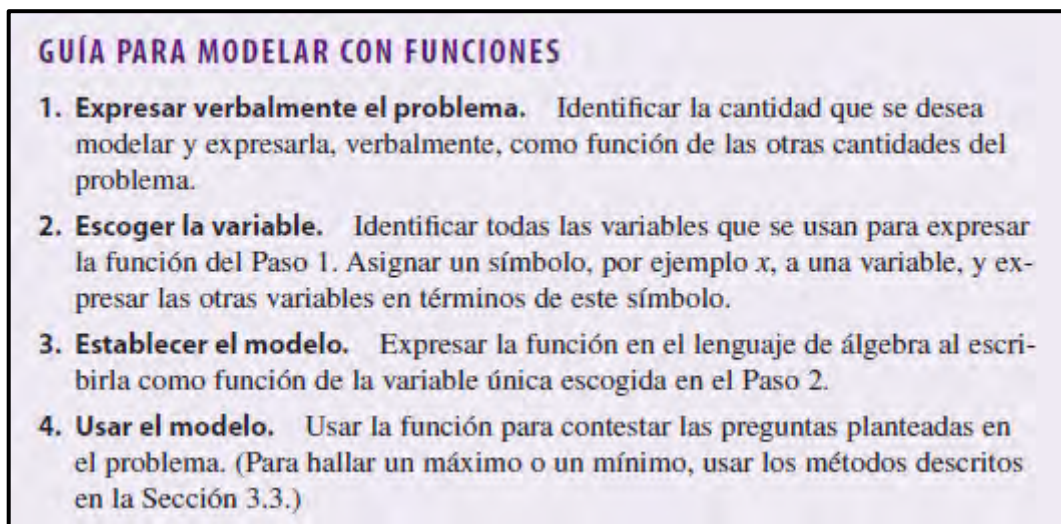 GUÍA PARA MODELAR CON FUNCIONES
1. Expresar verbalmente el problema. Identificar la cantidad que se desea
modelar y expresarla, verbalmente, como función de las otras cantidades del
problema.
2. Escoger la variable. Identificar todas las variables que se usan para expresar
la función del Paso 1. Asignar un símbolo, por ejemplo x, a una variable, y ex-
presar las otras variables en términos de este símbolo.
3. Establecer el modelo. Expresar la función en el lenguaje de álgebra al escri-
birla como función de la variable única escogida en el Paso 2.
4. Usar el modelo. Usar la función para contestar las preguntas planteadas en
el problema. (Para hallar un máximo o un mínimo, usar los métodos descritos
en la Sección 3.3.)